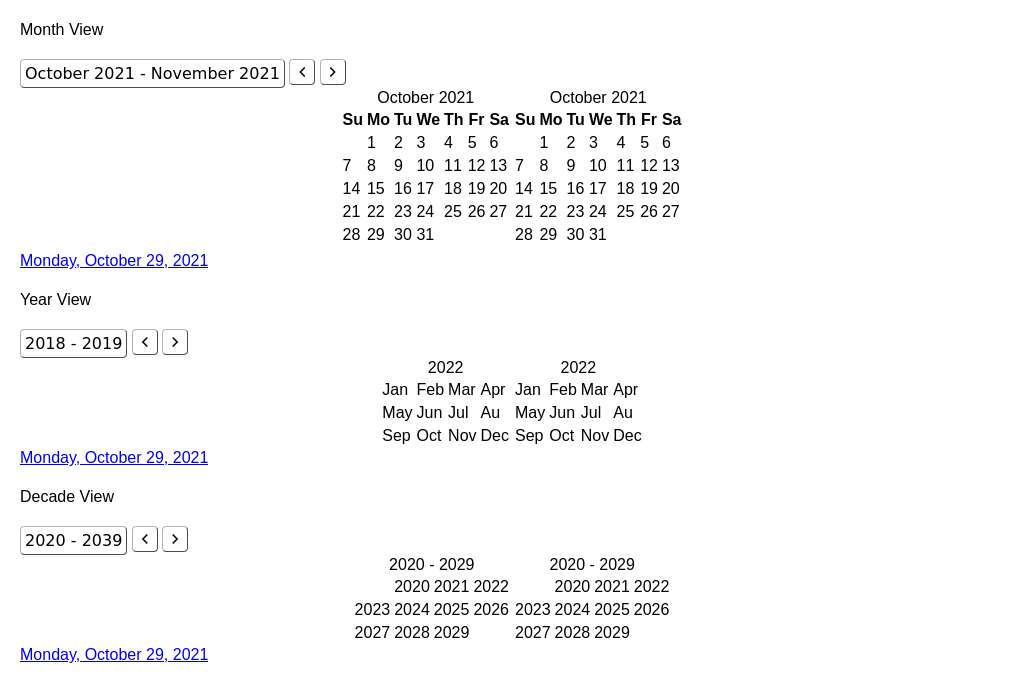 Month View
October 2021 - November 2021
October 2021 October 2021
Su Mo Tu We Th Fr Sa Su Mo Tu We Th Fr Sa
1 2 3 4 5 6 1 2 3 4 5 6
7 8 9 10 11 12 13 7 8 9 10 11 12 13
14 15 16 17 18 19 20 14 15 16 17 18 19 20
21 22 23 24 25 26 27 21 22 23 24 25 26 27
28 29 30 31 28 29 30 31
Monday, October 29, 2021
Year View
2018 - 2019
2022 2022
Jan Feb Mar Apr Jan Feb Mar Apr
May Jun Jul Au May Jun Jul Au
Sep Oct Nov Dec Sep Oct Nov Dec
Monday, October 29, 2021
Decade View
2020 - 2039
2020 - 2029 2020 - 2029
2020 2021 2022 2020 2021 2022
2023 2024 2025 2026 2023 2024 2025 2026
2027 2028 2029 2027 2028 2029
Monday, October 29, 2021